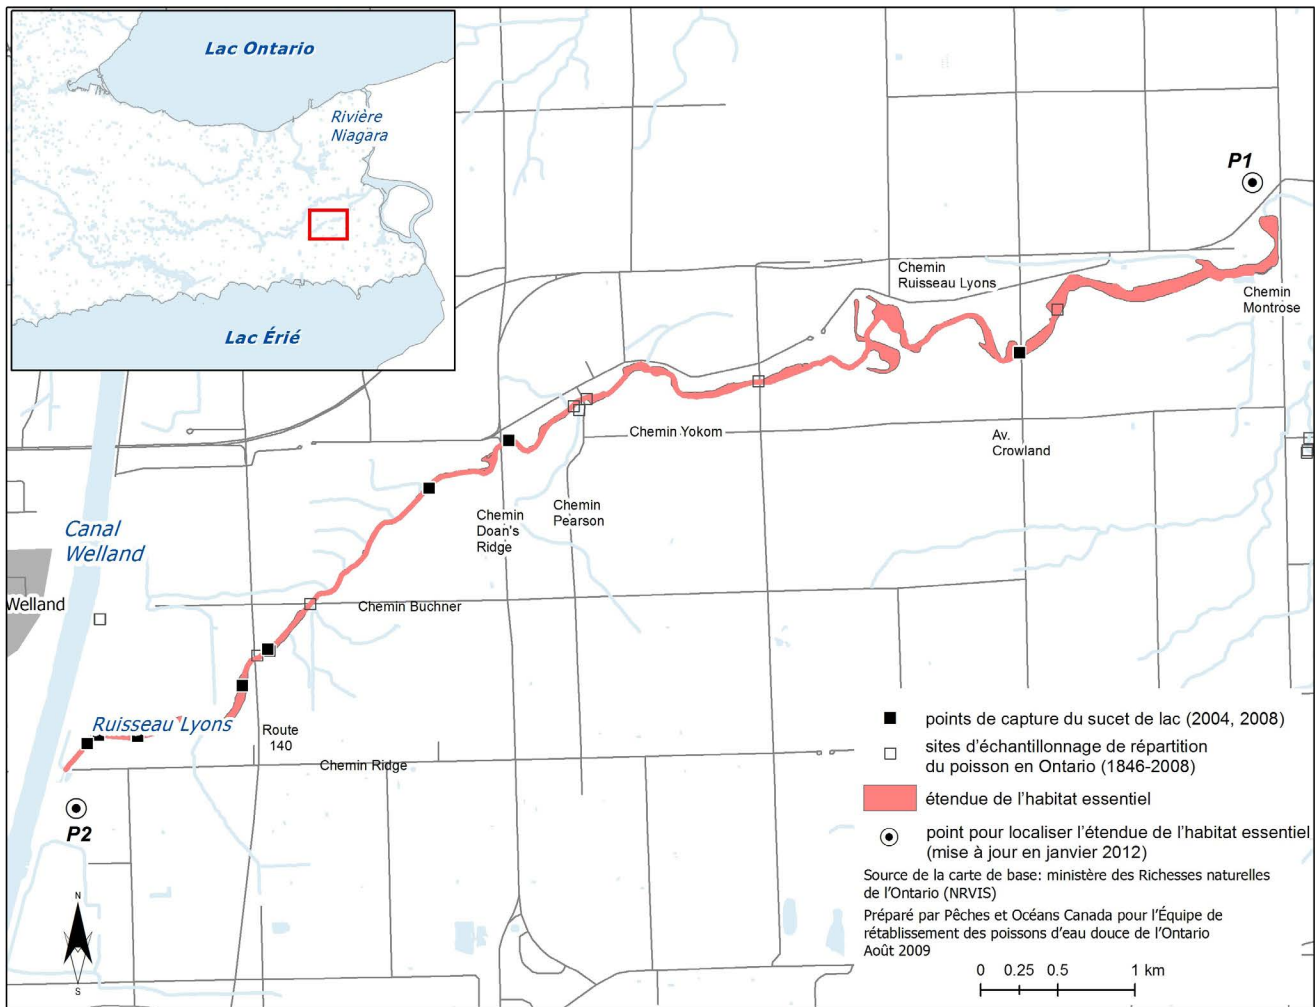 Lac Ontario
Rivière
Niagara
Lac Érié
P1
Chemin
Ruisseau Lyons
Chemin
Montrose
Chemin Yokom
Av.
Crowland
Chemin
Doan's
Ridge
Chemin
Pearson
Canal
Welland
Welland
Chemin Buchner
Ruisseau Lyons
Route
140
Chemin Ridge
P2
N
S
points de capture du sucet de lac (2004, 2008)
sites d'échantillonnage de répartition
du poisson en Ontario (1846-2008)
étendue de l'habitat essentiel
point pour localiser l'étendue de l'habitat essentiel
(mise à jour en janvier 2012)
Source de la carte de base: ministère des Richesses naturelles
de l'Ontario (NRVIS)
Préparé par Pêches et Océans Canada pour l'Équipe de
rétablissement des poissons d'eau douce de l'Ontario
Août 2009
0 0.25 0.5 1 km